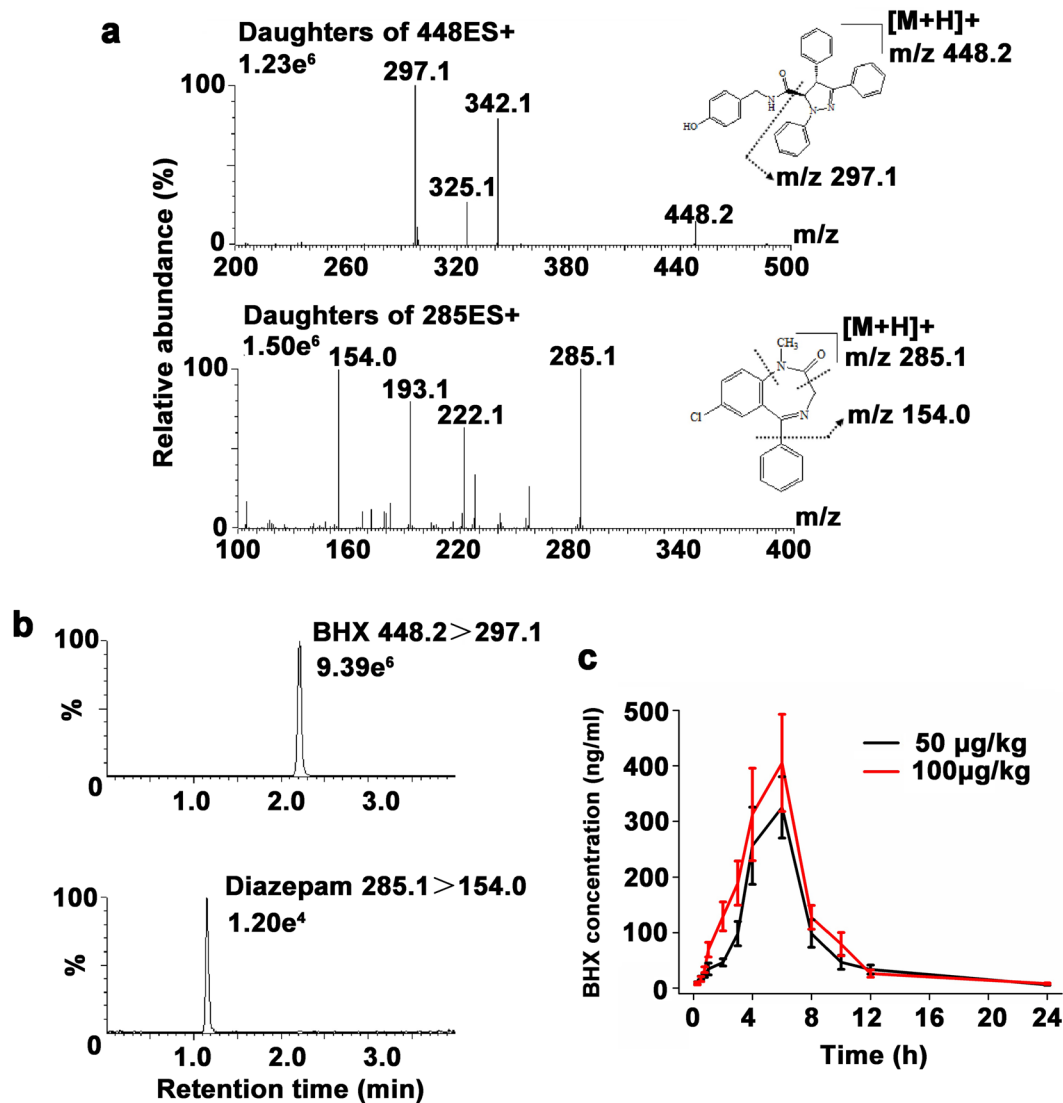 a
Daughters of 448ES+
1.23e⁶
297.1
342.1
325.1
448.2
100
0
m/z
200 260 320 380 440 500
[M+H]+
m/z 448.2
O
N
H
HO
N
N
m/z 297.1
Relative abundance (%)
Daughters of 285ES+
1.50e⁶
154.0
285.1
193.1
222.1
100
0
m/z
100 160 220 280 340 400
[M+H]+
m/z 285.1
CH₃
N
O
Cl
N
m/z 154.0
b
100
BHX 448.2>297.1
9.39e⁶
%
0
1.0 2.0 3.0
100
Diazepam 285.1>154.0
1.20e⁴
%
0
1.0 2.0 3.0
Retention time (min)
c
BHX concentration (ng/ml)
500
400
300
200
100
0
50 µg/kg
100µg/kg
0 4 8 12 16 20 24
Time (h)